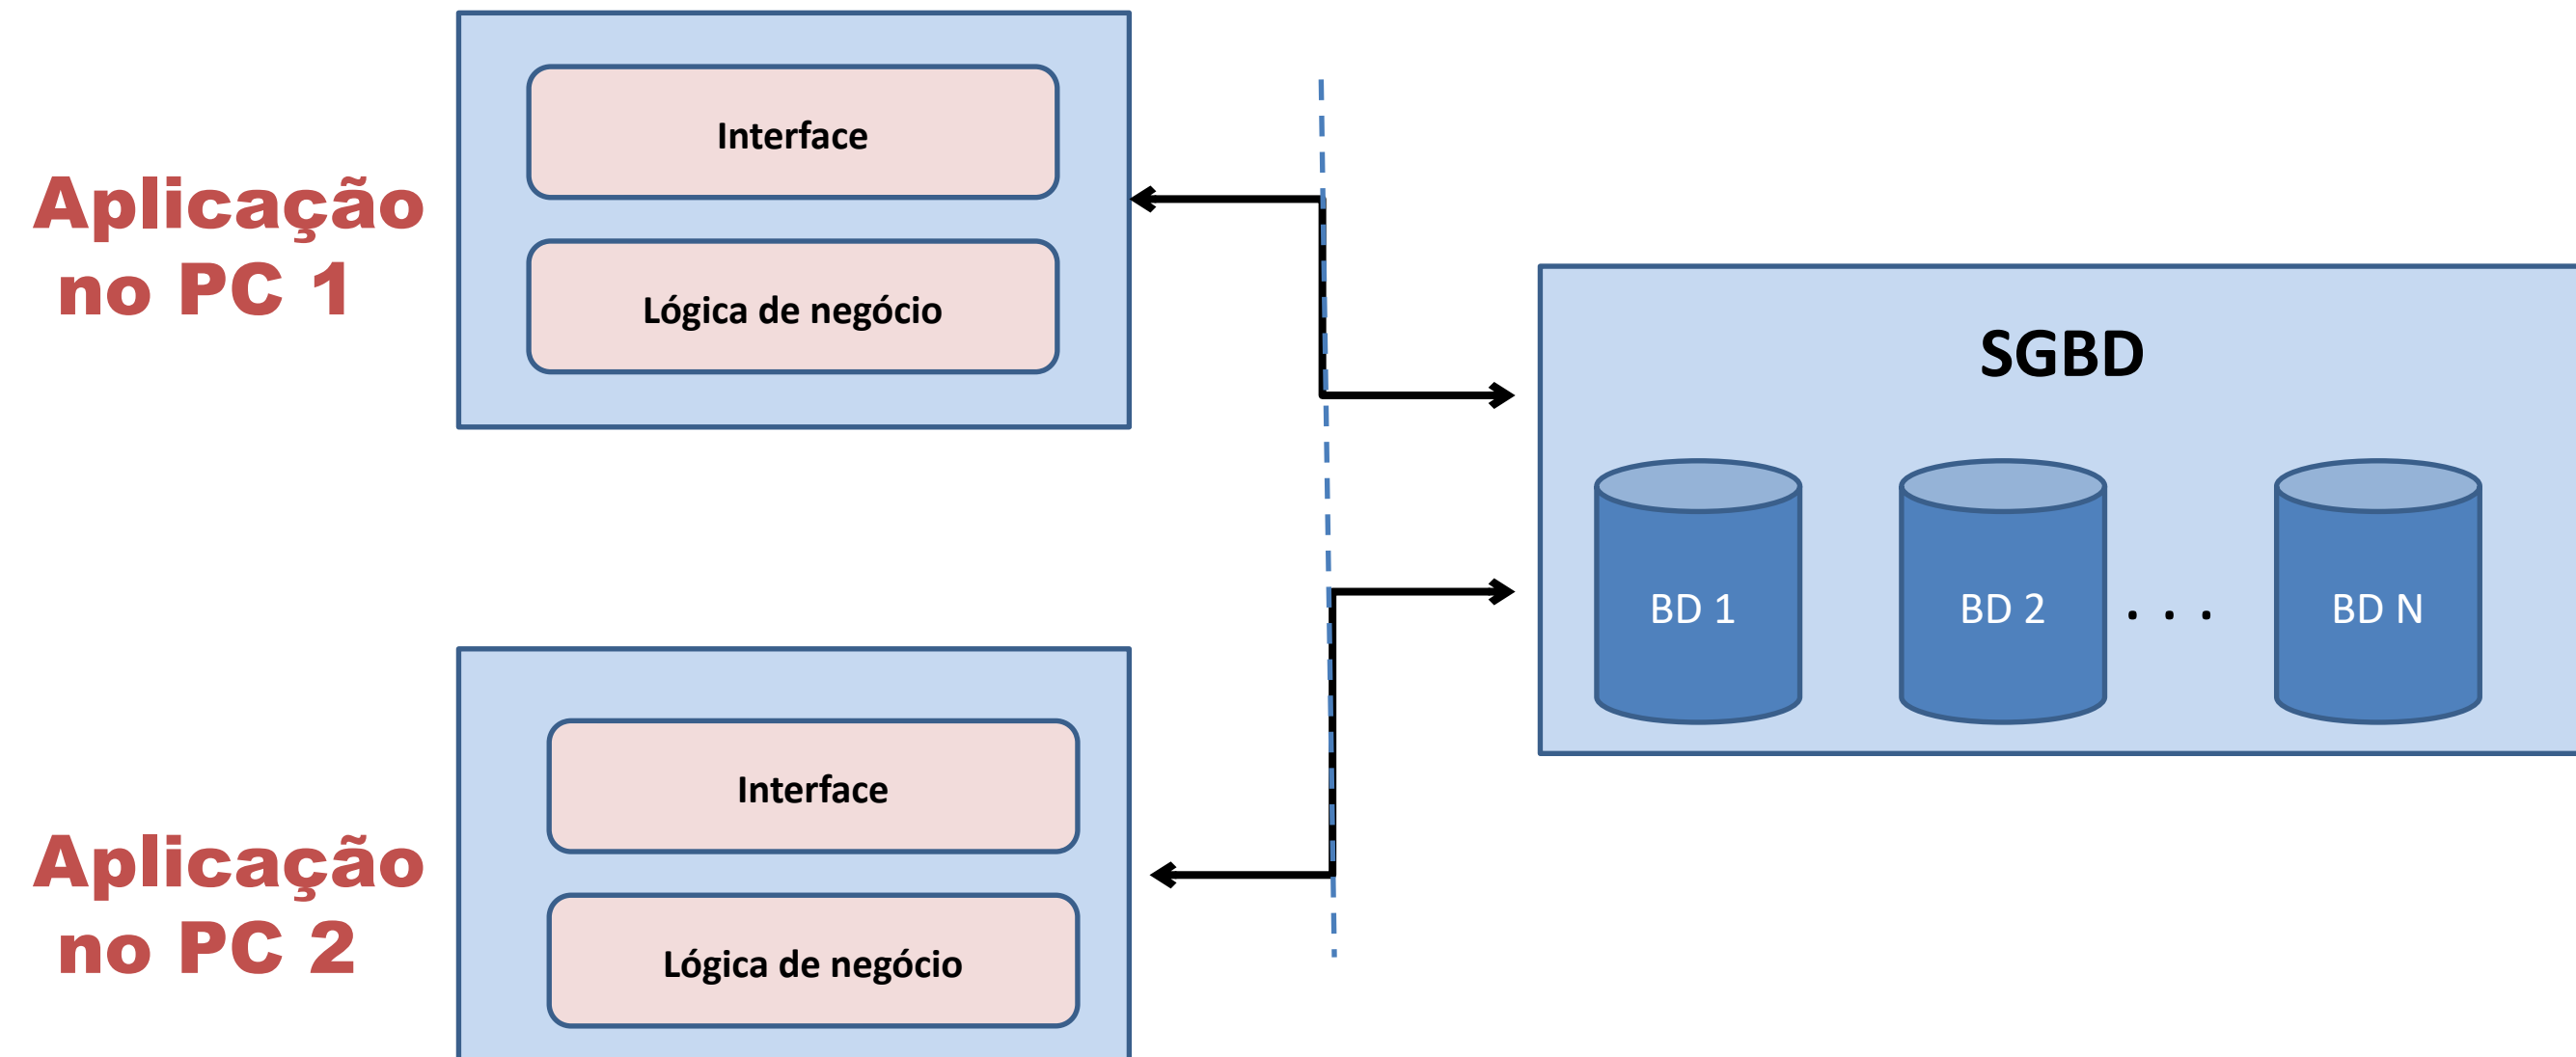 Aplicação
no PC 1
Interface
Lógica de negócio
SGBD
BD 1
BD 2
. . .
BD N
Aplicação
no PC 2
Interface
Lógica de negócio